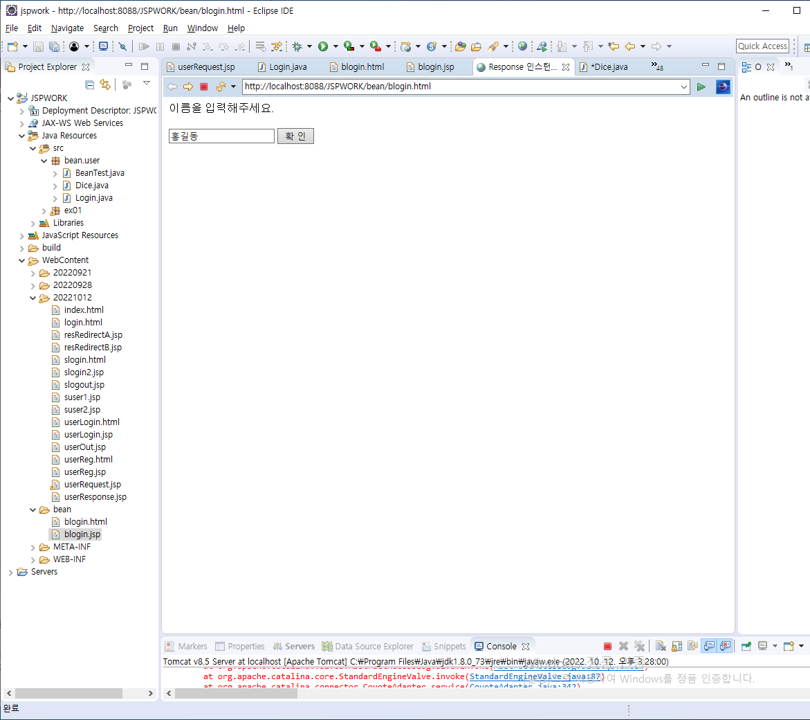 jspwork - http://localhost:8088/JSPWORK/bean/blogin.html - Eclipse IDE
File Edit Navigate Search Project Run Window Help
Quick Access
Project Explorer
userRequest.jsp Login.java blogin.html blogin.jsp Response 인스턴... *Dice.java »48
O »1
http://localhost:8088/JSPWORK/bean/blogin.html
An outline is not av
이름을 입력해주세요.
홍길동 확 인
JSPWORK
Deployment Descriptor: JSPWO
JAX-WS Web Services
Java Resources
src
bean.user
BeanTest.java
Dice.java
Login.java
ex01
Libraries
JavaScript Resources
build
WebContent
20220921
20220928
20221012
index.html
login.html
resRedirectA.jsp
resRedirectB.jsp
slogin.html
slogin2.jsp
slogout.jsp
suser1.jsp
suser2.jsp
userLogin.html
userLogin.jsp
userOut.jsp
userReg.html
userReg.jsp
userRequest.jsp
userResponse.jsp
bean
blogin.html
blogin.jsp
META-INF
WEB-INF
Servers
Markers Properties Servers Data Source Explorer Snippets Console
Tomcat v8.5 Server at localhost [Apache Tomcat] C:₩Program Files₩Java₩jdk1.8.0_73₩jre₩bin₩javaw.exe (2022. 10. 12. 오후 3:28:00)
at org.apache.catalina.core.StandardEngineValve.invoke(StandardEngineValve.java:87)
여 Windows를 정품 인증합니다.
at org.apache.catalina.connector.CoyoteAdapter.service(CoyoteAdapter.java:342)
완료